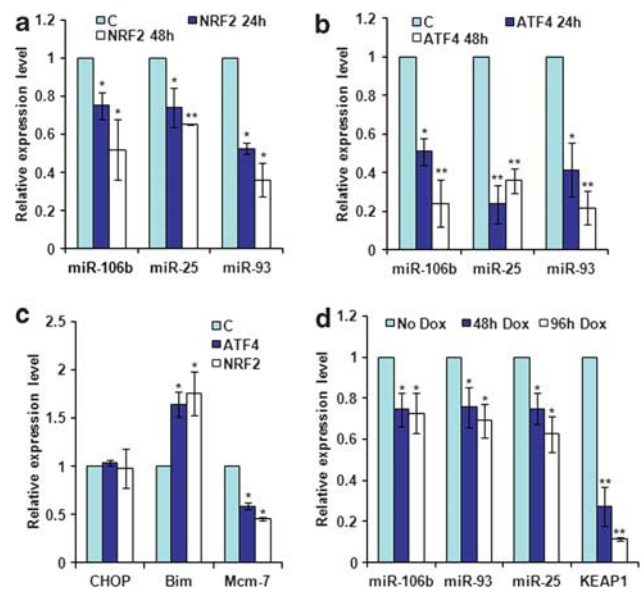 a
C
NRF2 24h
NRF2 48h
Relative expression level
1.2
1
0.8
0.6
0.4
0.2
0
*
*
*
**
*
*
miR-106b
miR-25
miR-93
b
C
ATF4 24h
ATF4 48h
Relative expression level
1.2
1
0.8
0.6
0.4
0.2
0
*
**
**
**
*
**
miR-106b
miR-25
miR-93
c
C
ATF4
NRF2
Relative expression level
2.5
2
1.5
1
0.5
0
*
*
*
*
CHOP
Bim
Mcm-7
d
No Dox
48h Dox
96h Dox
Relative expression level
1.2
1
0.8
0.6
0.4
0.2
0
*
*
*
*
*
*
**
**
miR-106b
miR-93
miR-25
KEAP1